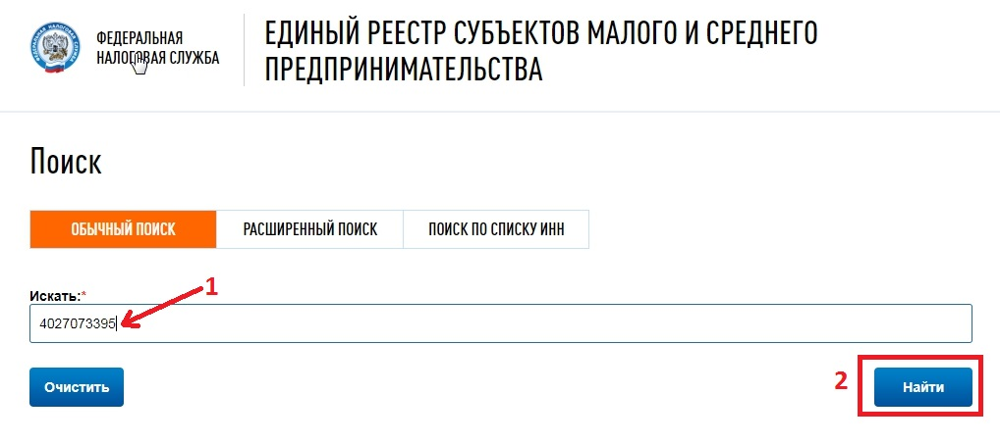 ФЕДЕРАЛЬНАЯ
НАЛОГОВАЯ СЛУЖБА
ЕДИНЫЙ РЕЕСТР СУБЪЕКТОВ МАЛОГО И СРЕДНЕГО
ПРЕДПРИНИМАТЕЛЬСТВА
Поиск
ОБЫЧНЫЙ ПОИСК
РАСШИРЕННЫЙ ПОИСК
ПОИСК ПО СПИСКУ ИНН
1
Искать:*
4027073395
Очистить
2
Найти